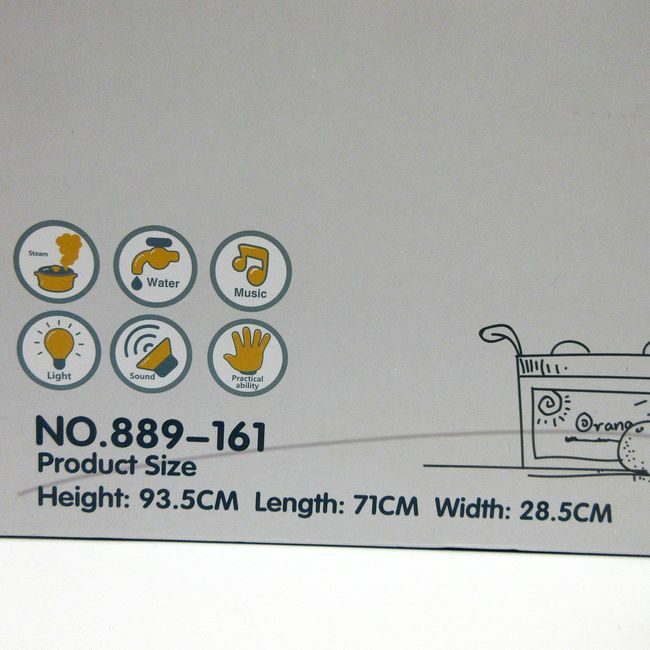 Steam
Water
Music
Light
Sound
Practical
ability
Orang
NO.889-161
Product Size
Height: 93.5CM Length: 71CM Width: 28.5CM